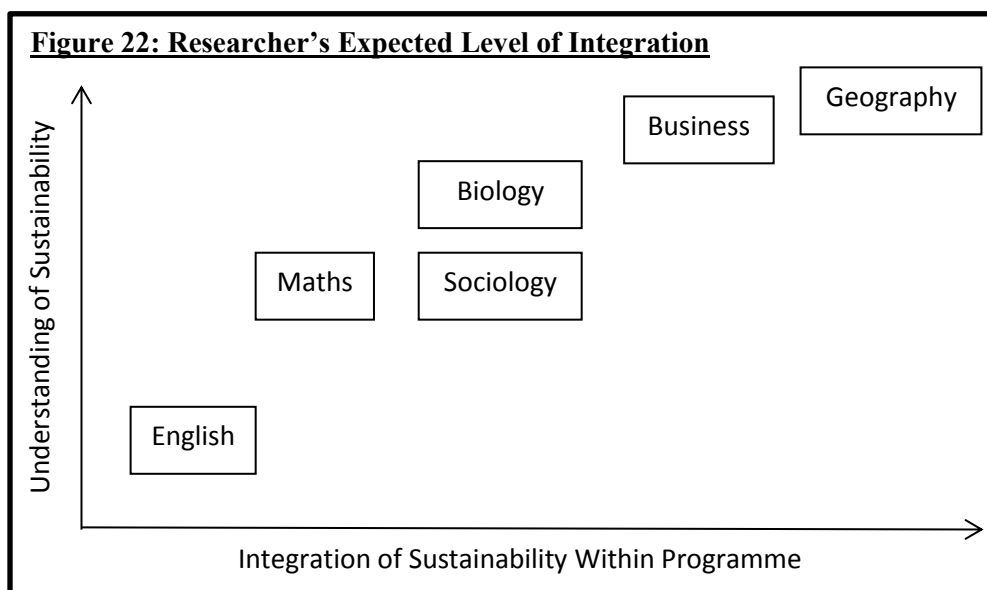 Figure 22: Researcher’s Expected Level of Integration
Understanding of Sustainability
Geography
Business
Biology
Maths
Sociology
English
Integration of Sustainability Within Programme